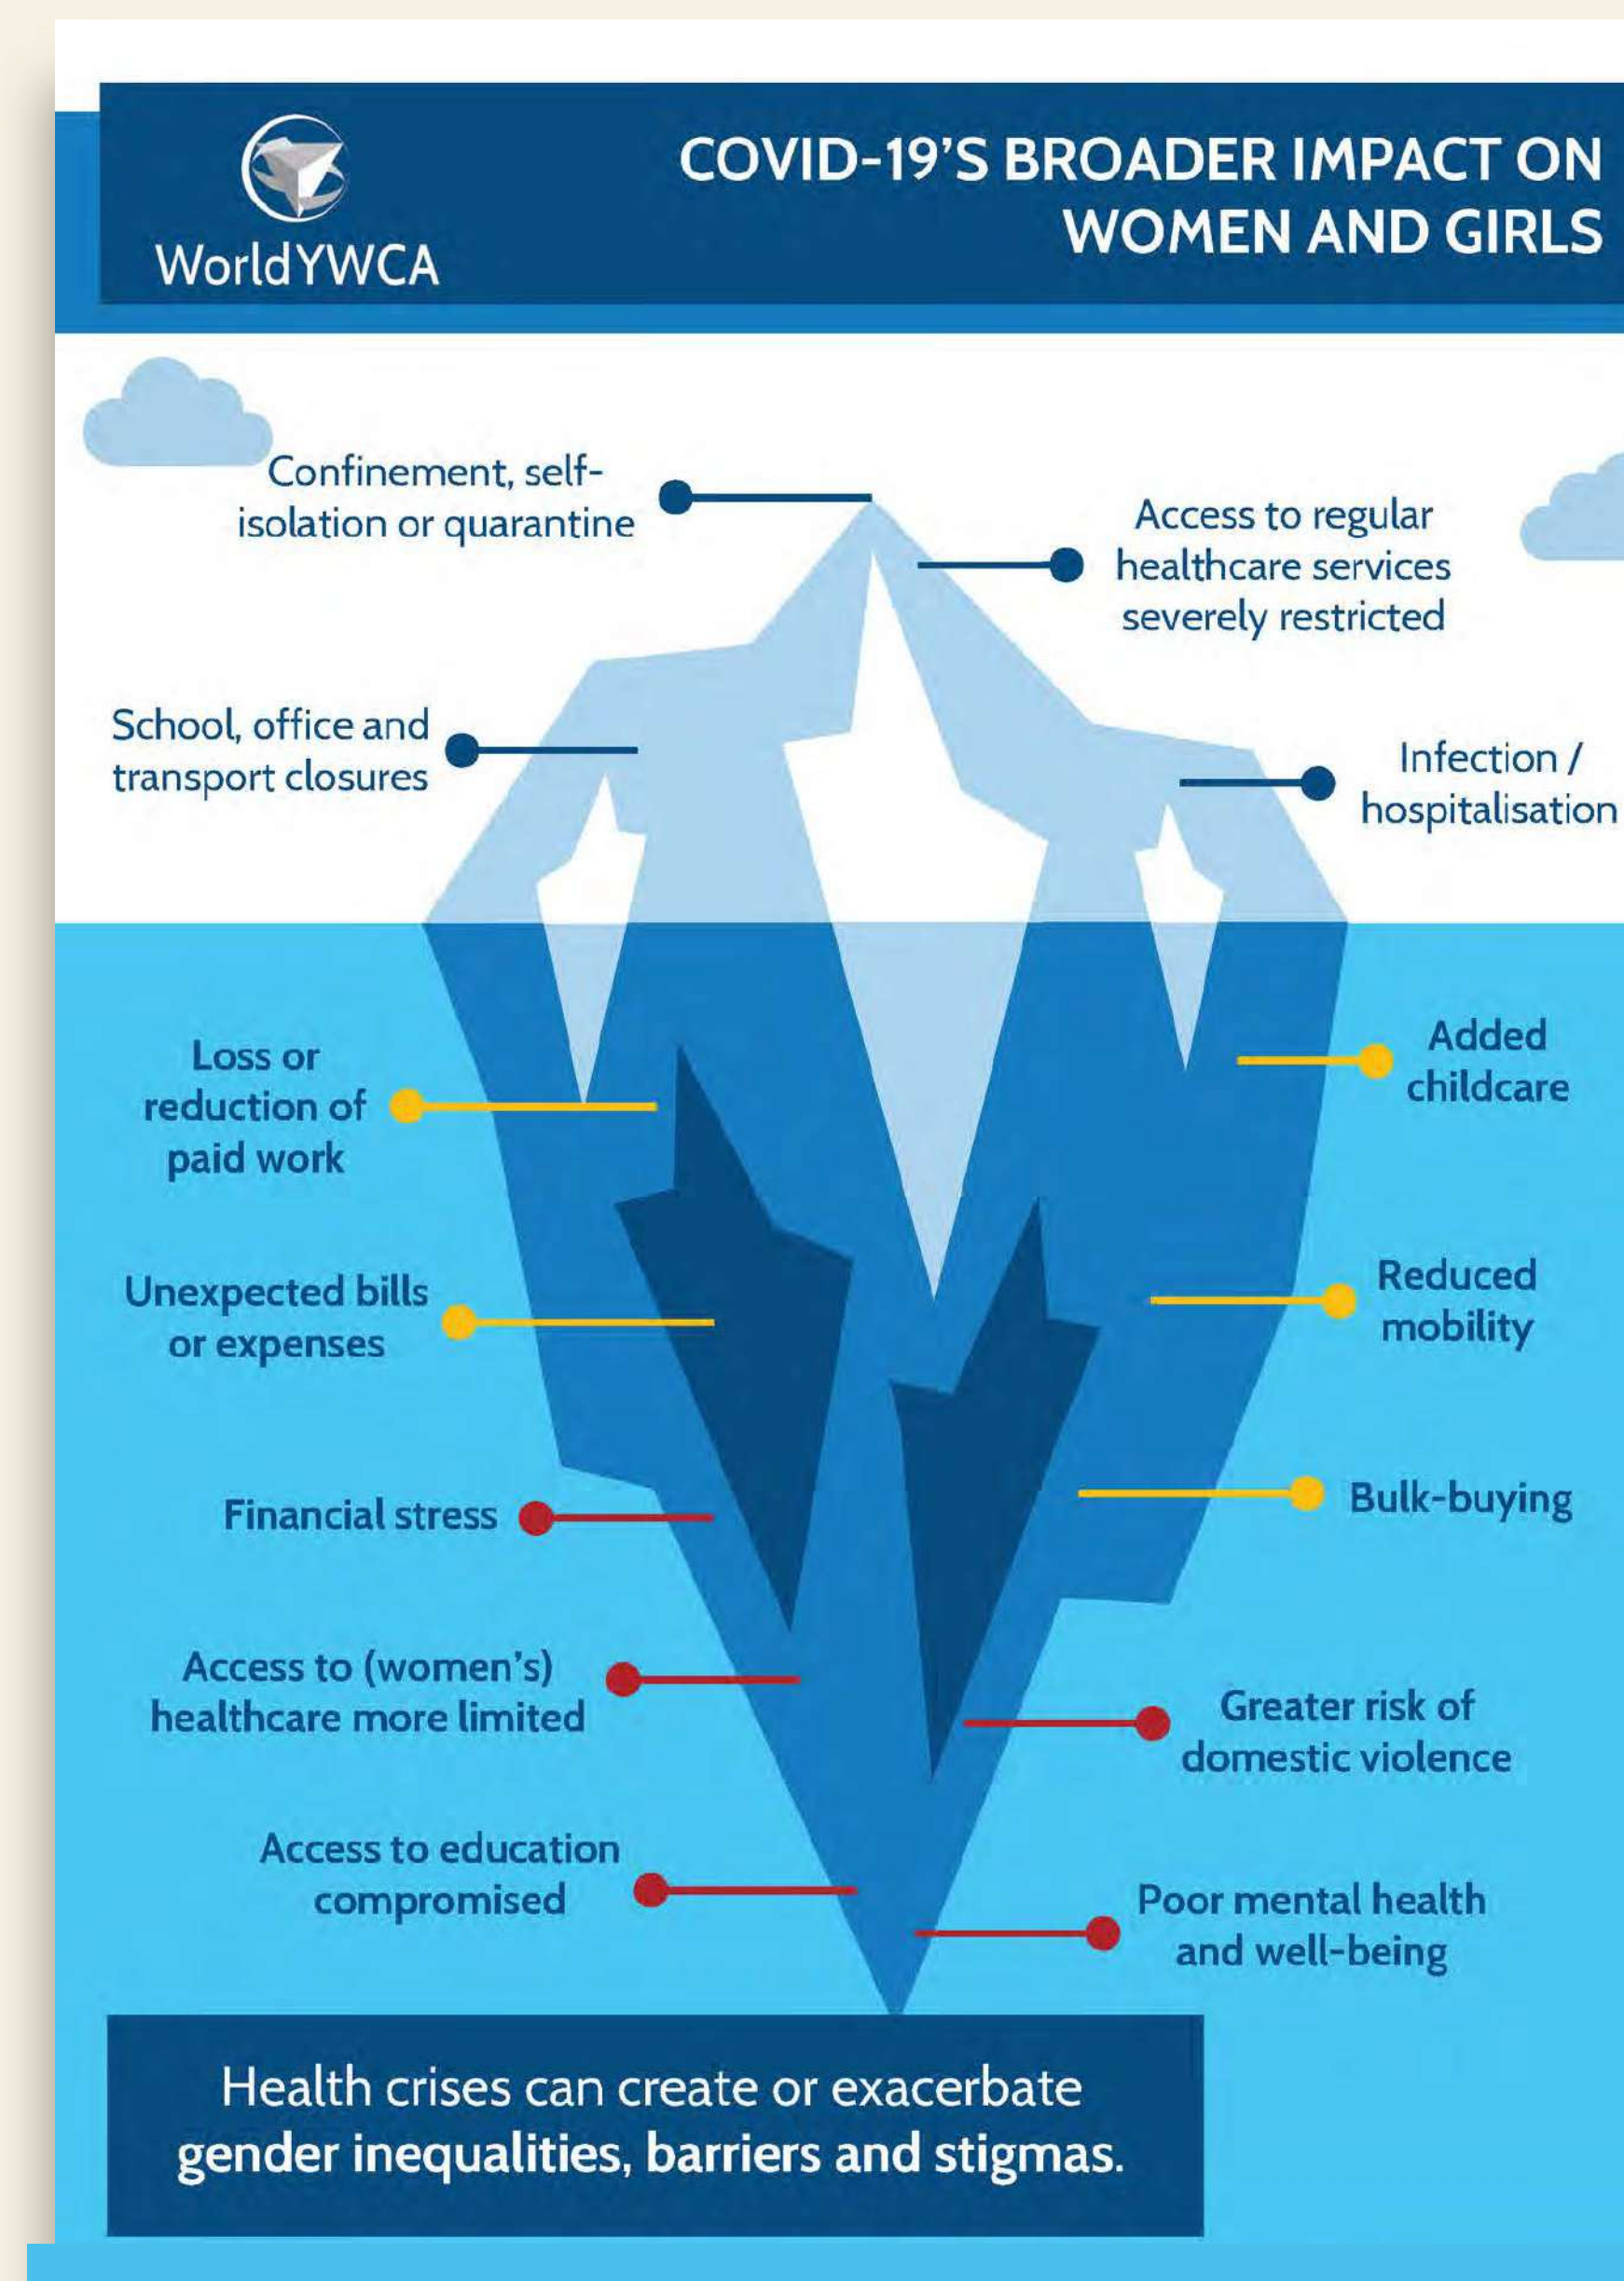 WorldYWCA
COVID-19'S BROADER IMPACT ON
WOMEN AND GIRLS
Confinement, self-
isolation or quarantine
Access to regular
healthcare services
severely restricted
School, office and
transport closures
Infection /
hospitalisation
Loss or
reduction of
paid work
Added
childcare
Unexpected bills
or expenses
Reduced
mobility
Financial stress
Bulk-buying
Access to (women's)
healthcare more limited
Greater risk of
domestic violence
Access to education
compromised
Poor mental health
and well-being
Health crises can create or exacerbate
gender inequalities, barriers and stigmas.